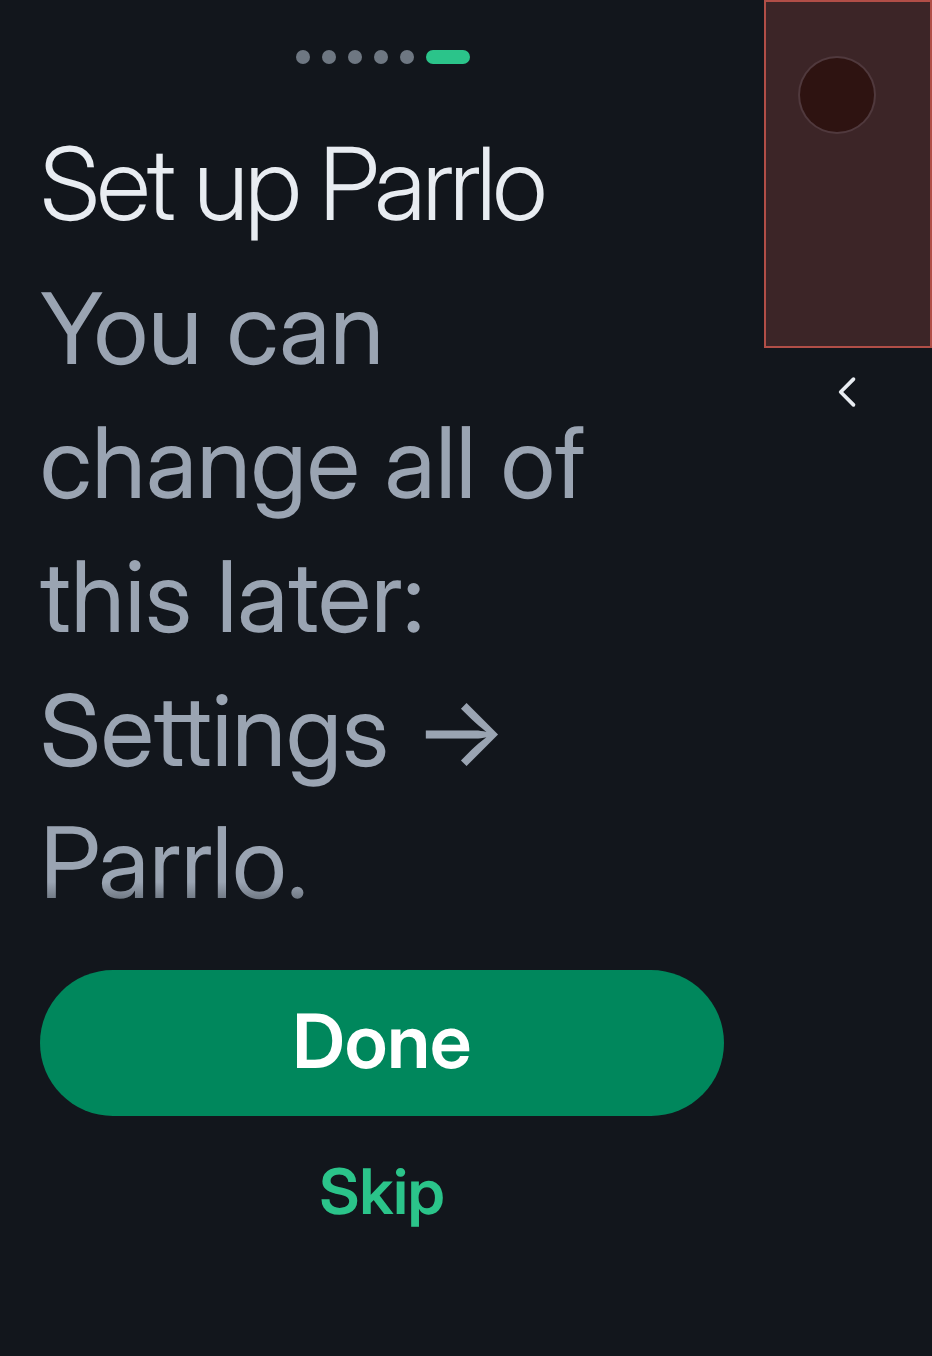 Set up Parrlo
You can
change all of
this later:
Settings →
Parrlo.
Done
Skip